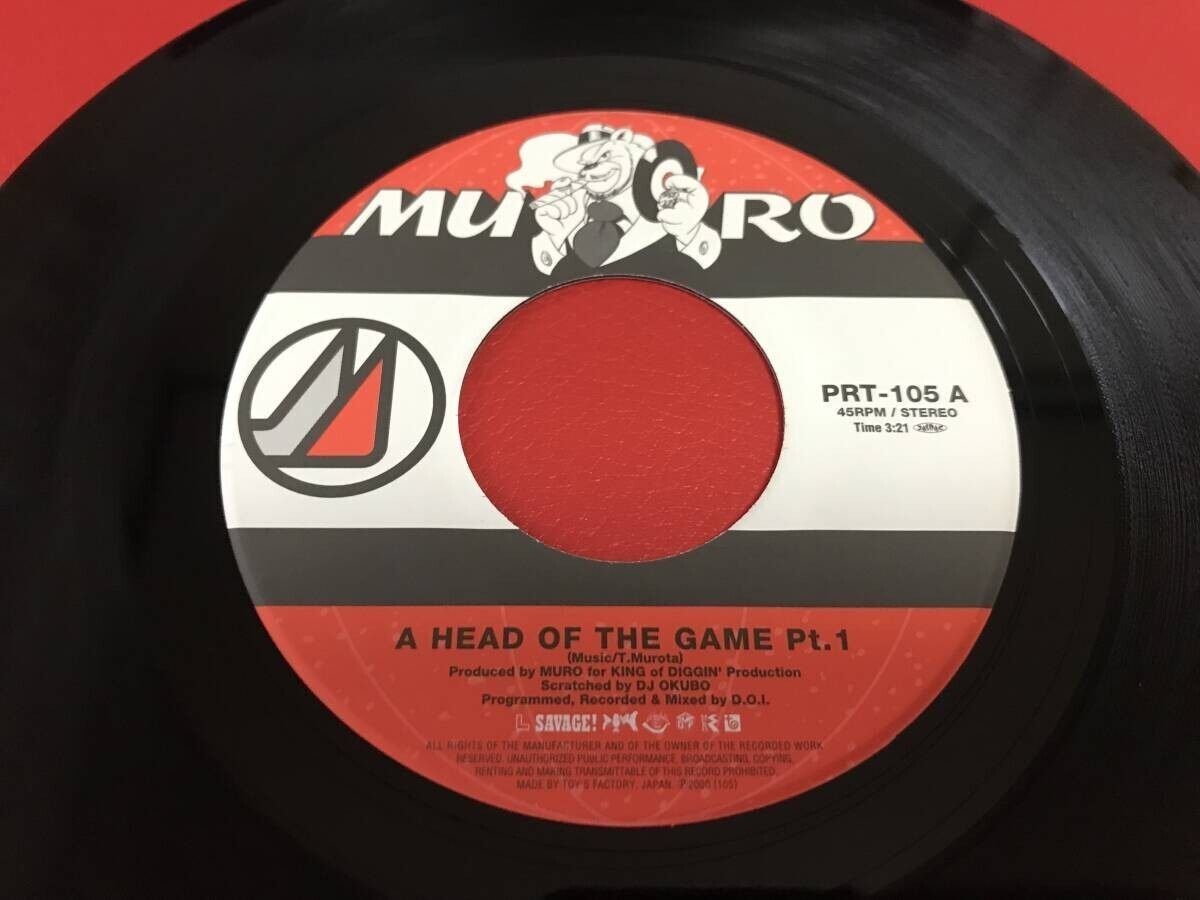 MURO
PRT-105 A
45RPM / STEREO
Time 3:21
A HEAD OF THE GAME Pt.1
(Music/T.Murota)
Produced by MURO for KING of DIGGIN' Production
Scratched by DJ OKUBO
Programmed, Recorded & Mixed by D.O.I.
SAVAGE!
ALL RIGHTS OF THE MANUFACTURER AND OF THE OWNER OF THE RECORDED WORK
RESERVED. UNAUTHORIZED PUBLIC PERFORMANCE, BROADCASTING, COPYING,
RENTING AND MAKING TRANSMITTABLE OF THIS RECORD PROHIBITED.
MADE BY TOY'S FACTORY, JAPAN. Ⓟ2000 (105)